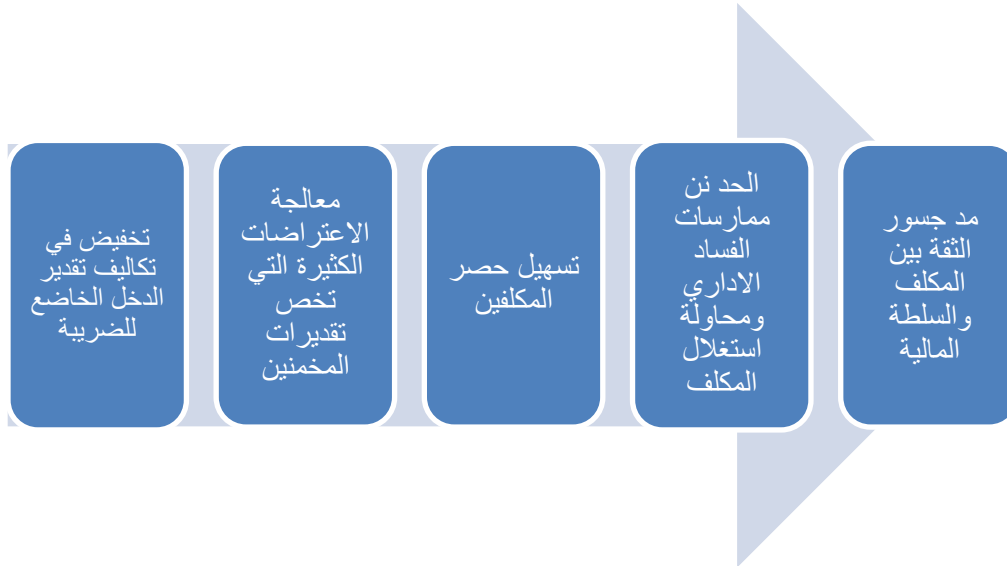 مد جسور
الثقة بين
المكلف
والسلطة
المالية
الحد نن
ممارسات
الفساد
الاداري
ومحاولة
استغلال
المكلف
تسهيل حصر
المكلفين
معالجة
الاعتراضات
الكثيرة التي
تخص
تقديرات
المخمنين
تخفيض في
تكاليف تقدير
الدخل الخاضع
للضريبة